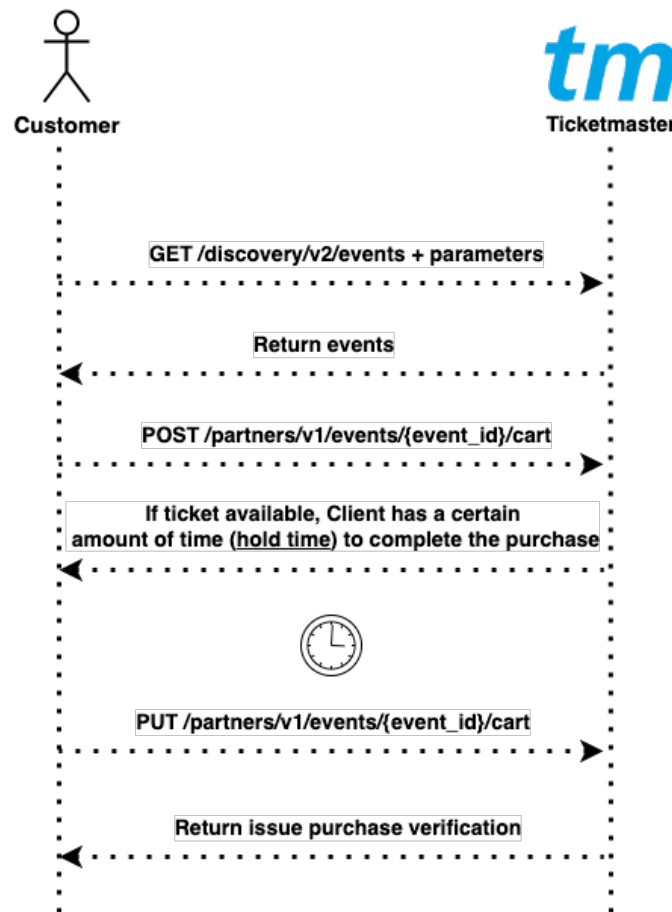 tm
Customer
Ticketmaster
GET /discovery/v2/events + parameters
Return events
POST /partners/v1/events/{event_id}/cart
If ticket available, Client has a certain
amount of time (hold time) to complete the purchase
PUT /partners/v1/events/{event_id}/cart
Return issue purchase verification